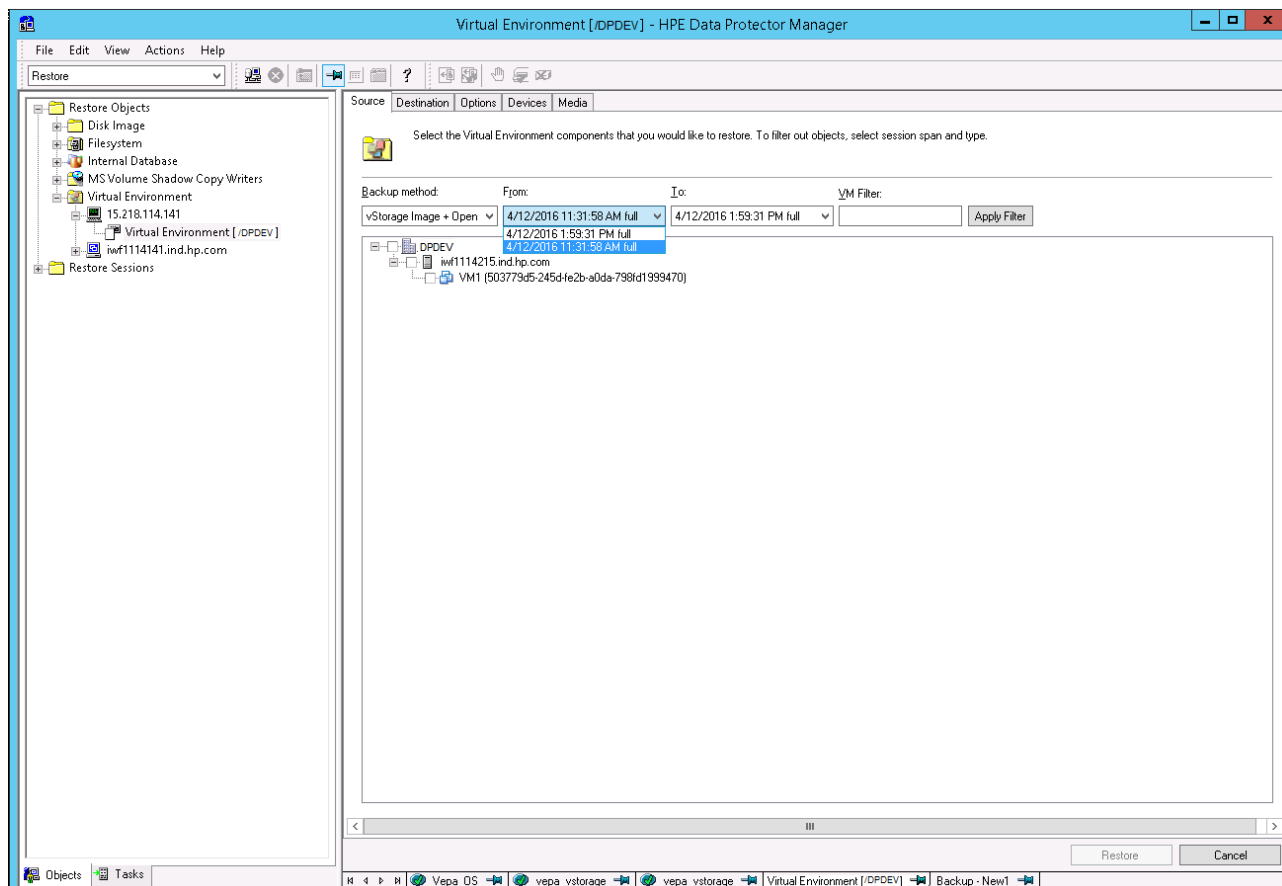 Virtual Environment [/DPDEV] - HPE Data Protector Manager
File Edit View Actions Help
Restore
Restore Objects
Disk Image
Filesystem
Internal Database
MS Volume Shadow Copy Writers
Virtual Environment
15.218.114.141
Virtual Environment [ /DPDEV ]
iwf1114141.ind.hp.com
Restore Sessions
Objects Tasks
Source Destination Options Devices Media
Select the Virtual Environment components that you would like to restore. To filter out objects, select session span and type.
Backup method: From: To: VM Filter:
vStorage Image + Open 4/12/2016 11:31:58 AM full 4/12/2016 1:59:31 PM full Apply Filter
4/12/2016 1:59:31 PM full
4/12/2016 11:31:58 AM full
DPDEV
iwf1114215.ind.hp.com
VM1 (503779d5-245d-fe2b-a0da-798fd1999470)
Restore Cancel
Vepa_OS vepa_vstorage vepa_vstorage Virtual Environment [/DPDEV] Backup - New1